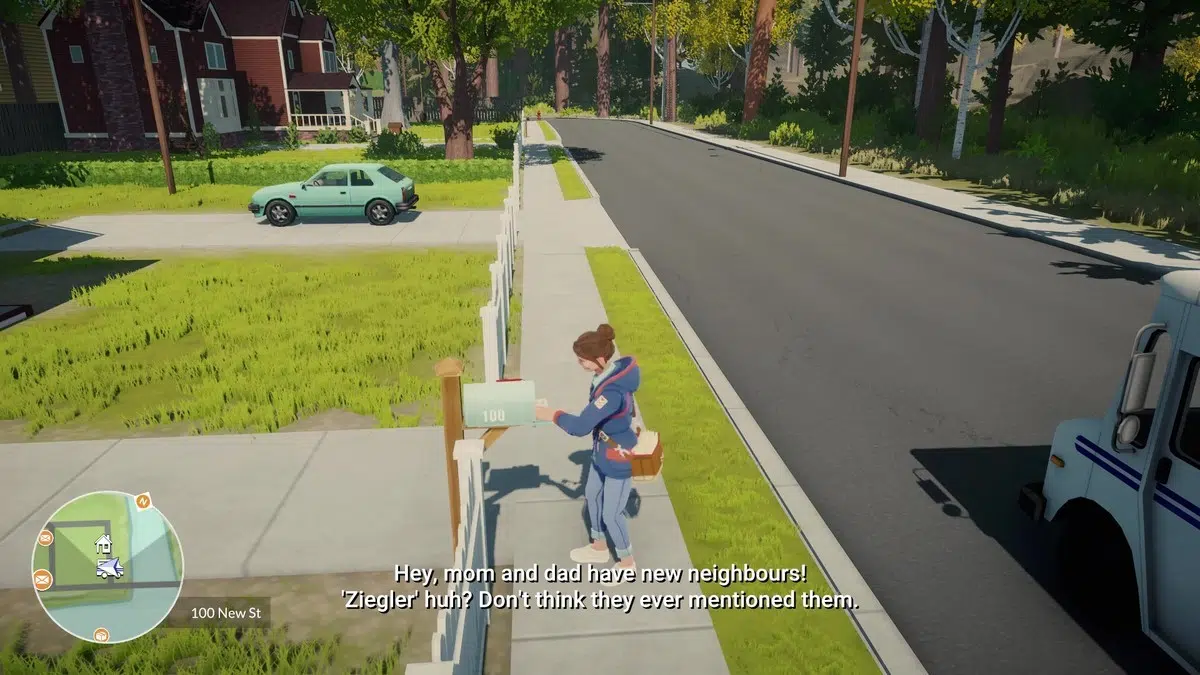 100
Hey, mom and dad have new neighbours!
'Ziegler' huh? Don't think they ever mentioned them.
100 New St